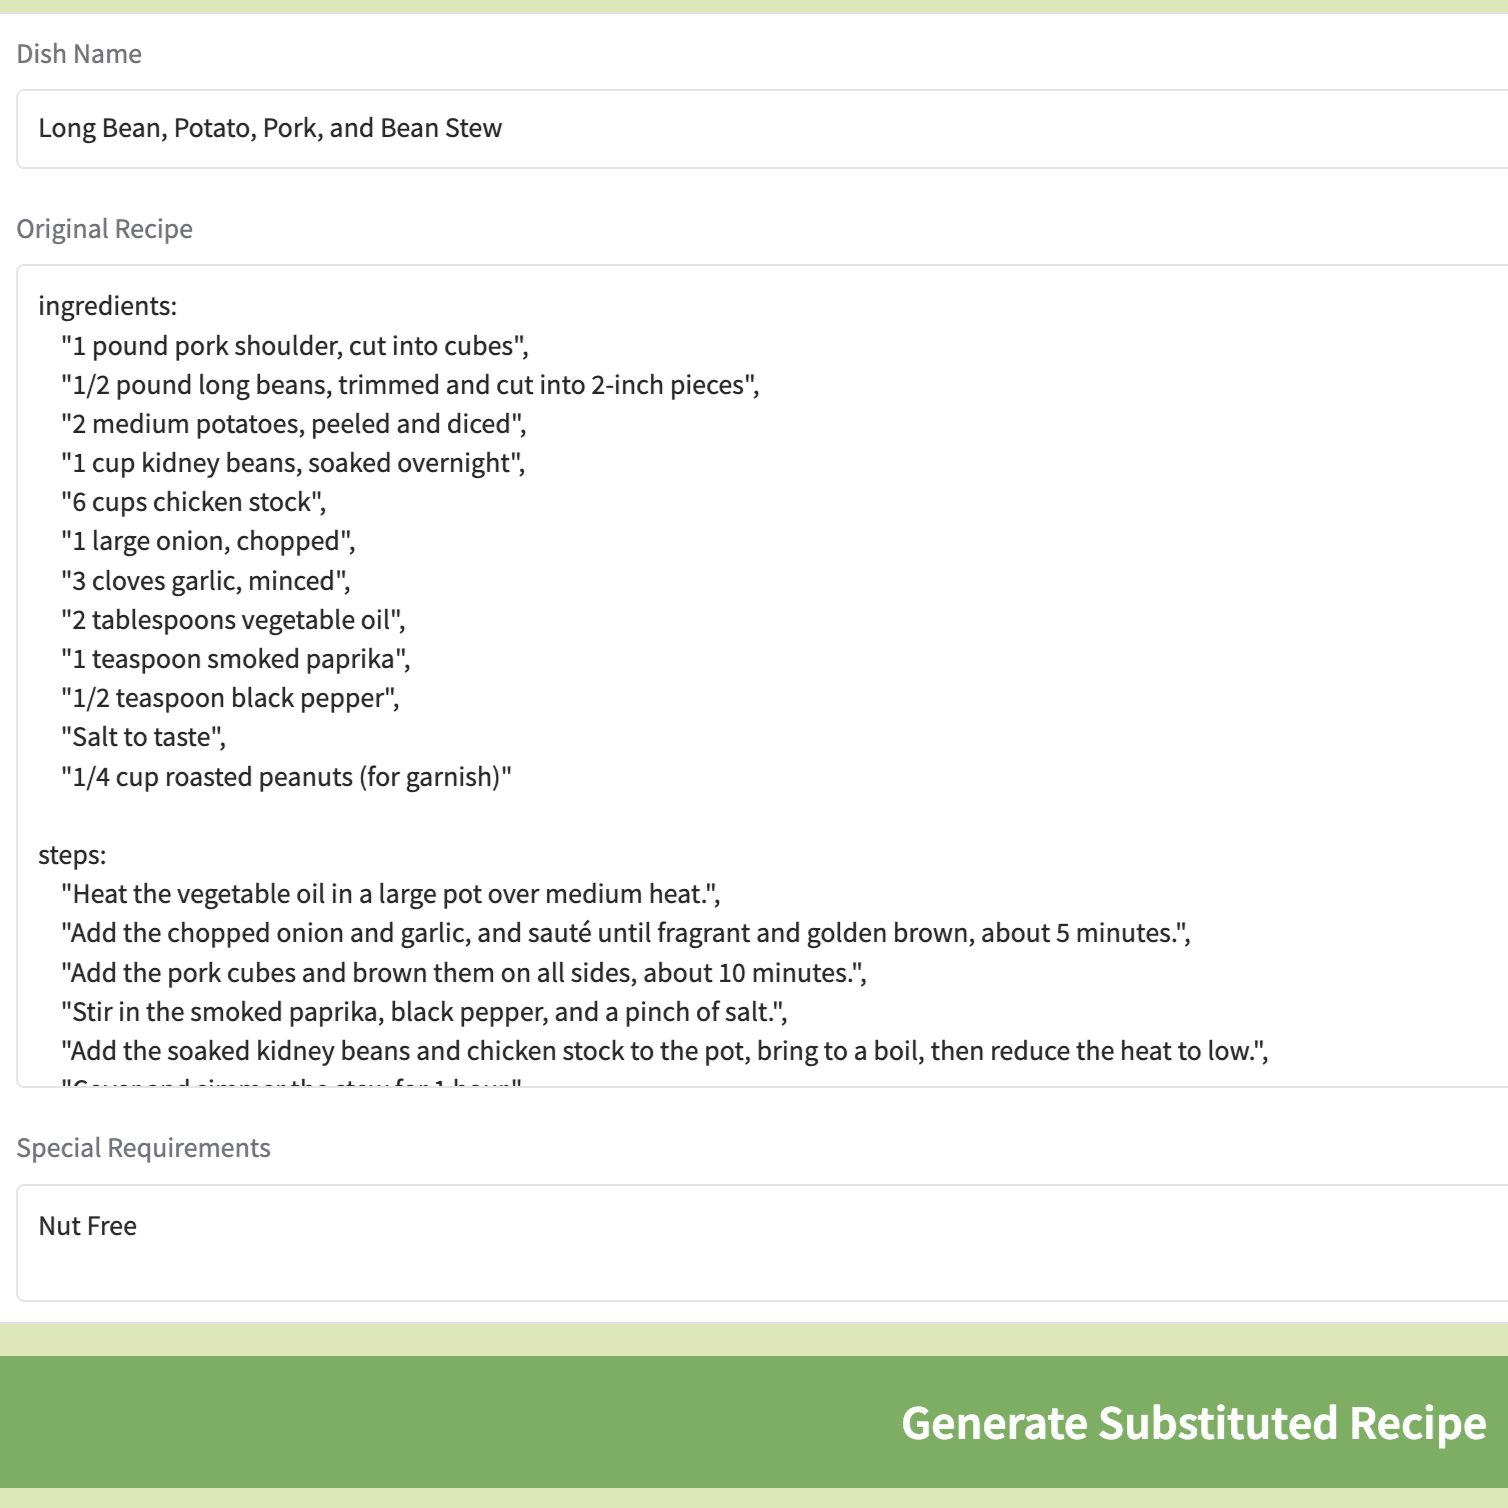 Dish Name
Long Bean, Potato, Pork, and Bean Stew
Original Recipe
ingredients:
"1 pound pork shoulder, cut into cubes",
"1/2 pound long beans, trimmed and cut into 2-inch pieces",
"2 medium potatoes, peeled and diced",
"1 cup kidney beans, soaked overnight",
"6 cups chicken stock",
"1 large onion, chopped",
"3 cloves garlic, minced",
"2 tablespoons vegetable oil",
"1 teaspoon smoked paprika",
"1/2 teaspoon black pepper",
"Salt to taste",
"1/4 cup roasted peanuts (for garnish)"
steps:
"Heat the vegetable oil in a large pot over medium heat.",
"Add the chopped onion and garlic, and sauté until fragrant and golden brown, about 5 minutes.",
"Add the pork cubes and brown them on all sides, about 10 minutes.",
"Stir in the smoked paprika, black pepper, and a pinch of salt.",
"Add the soaked kidney beans and chicken stock to the pot, bring to a boil, then reduce the heat to low.",
"Cover and simmer the stew for 1 hour."
Special Requirements
Nut Free
Generate Substituted Recipe